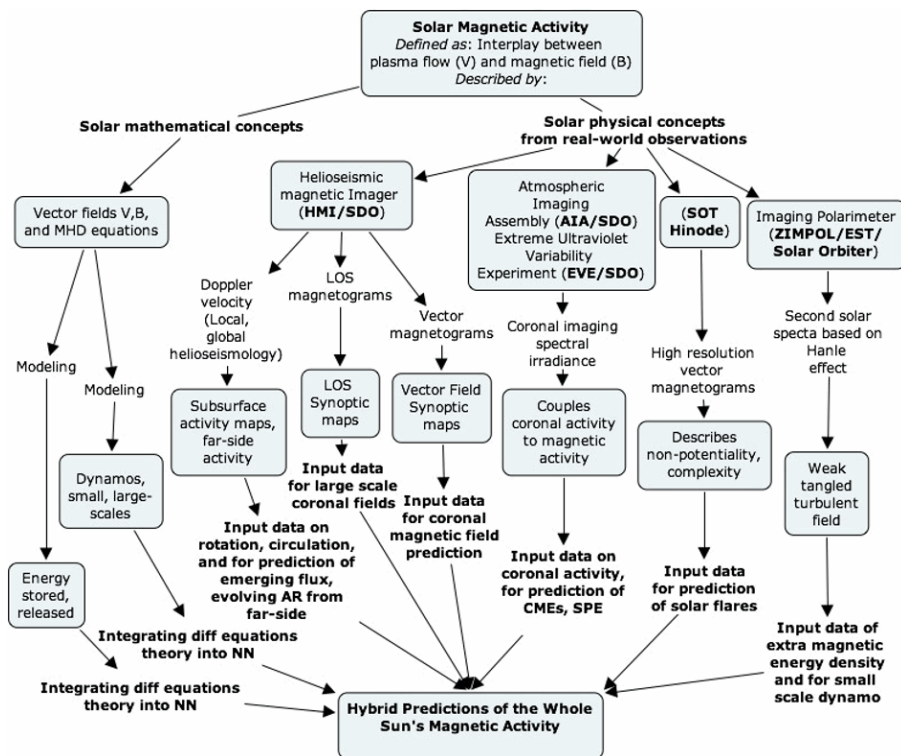 Solar Magnetic Activity
Defined as: Interplay between
plasma flow (V) and magnetic field (B)
Described by:
Solar mathematical concepts
Solar physical concepts
from real-world observations
Vector fields V,B,
and MHD equations
Helioseismic
magnetic Imager
(HMI/SDO)
Atmospheric
Imaging
Assembly (AIA/SDO)
Extreme Ultraviolet
Variability
Experiment (EVE/SDO)
(SOT
Hinode)
Imaging Polarimeter
(ZIMPOL/EST/
Solar Orbiter)
Modeling
Modeling
Doppler
velocity
(Local,
global
helioseismology)
LOS
magnetograms
Vector
magnetograms
Coronal imaging
spectral
irradiance
High resolution
vector
magnetograms
Second solar
specta based on
Hanle
effect
Subsurface
activity maps,
far-side
activity
LOS
Synoptic
maps
Vector Field
Synoptic
maps
Couples
coronal activity
to magnetic
activity
Describes
non-potentiality,
complexity
Weak
tangled
turbulent
field
Dynamos,
small, large-
scales
Energy
stored,
released
Input data on
rotation, circulation,
and for prediction of
emerging flux,
evolving AR from
far-side
Input data
for large scale
coronal fields
Input data
for coronal
magnetic field
prediction
Input data on
coronal activity,
for prediction of
CMEs, SPE
Input data
for prediction
of solar flares
Input data of
extra magnetic
energy density
and for small
scale dynamo
Integrating diff equations
theory into NN
Integrating diff equations
theory into NN
Hybrid Predictions of the Whole
Sun's Magnetic Activity